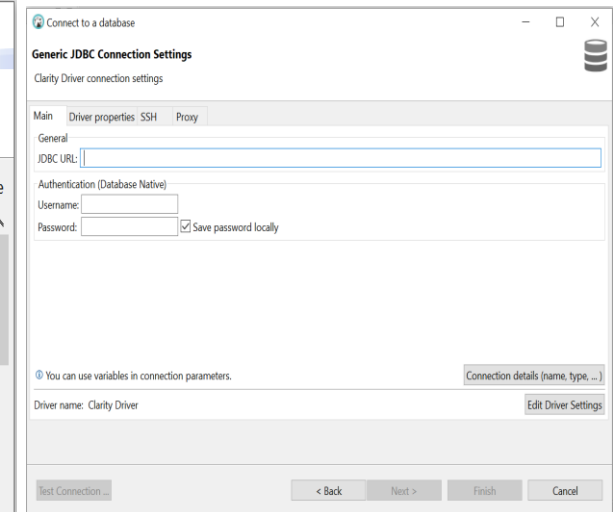 Connect to a database
Generic JDBC Connection Settings
Clarity Driver connection settings
Main Driver properties SSH Proxy
General
JDBC URL:
Authentication (Database Native)
Username:
Password: Save password locally
You can use variables in connection parameters. Connection details (name, type, ... )
Driver name: Clarity Driver Edit Driver Settings
Test Connection ... < Back Next > Finish Cancel